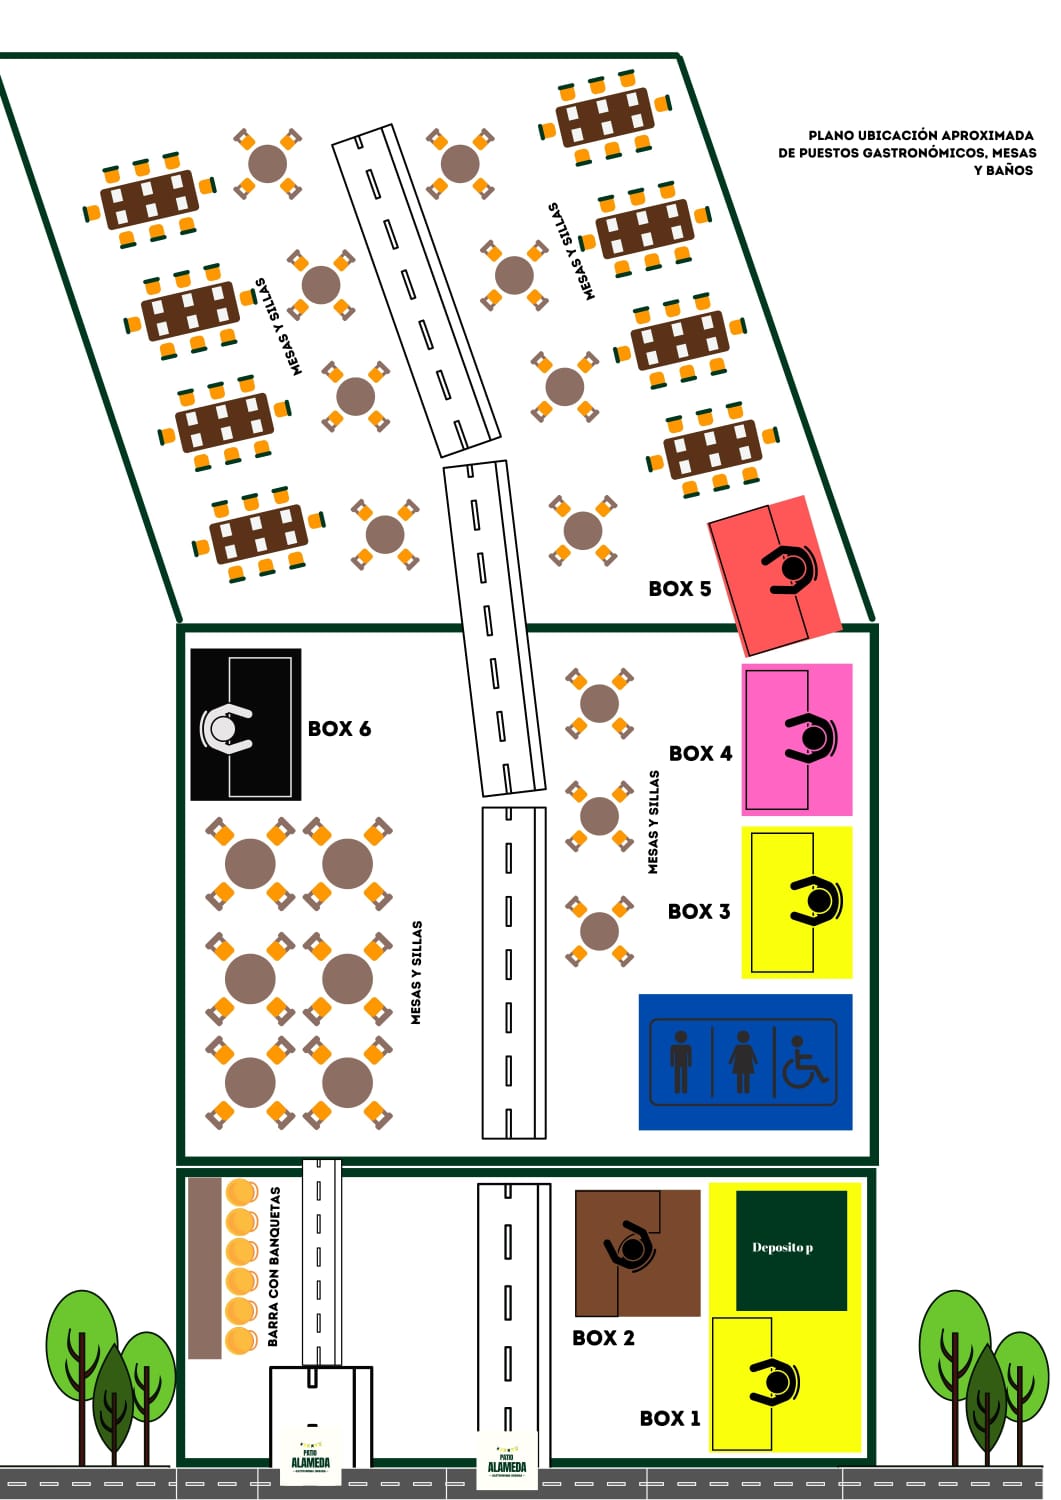 PLANO UBICACIÓN APROXIMADA
DE PUESTOS GASTRONÓMICOS, MESAS
Y BAÑOS
MESAS Y SILLAS
MESAS Y SILLAS
BOX 5
BOX 6
BOX 4
MESAS Y SILLAS
BOX 3
MESAS Y SILLAS
BARRA CON BANQUETAS
Deposito p
BOX 2
BOX 1
PATIO
ALAMEDA
PATIO
ALAMEDA